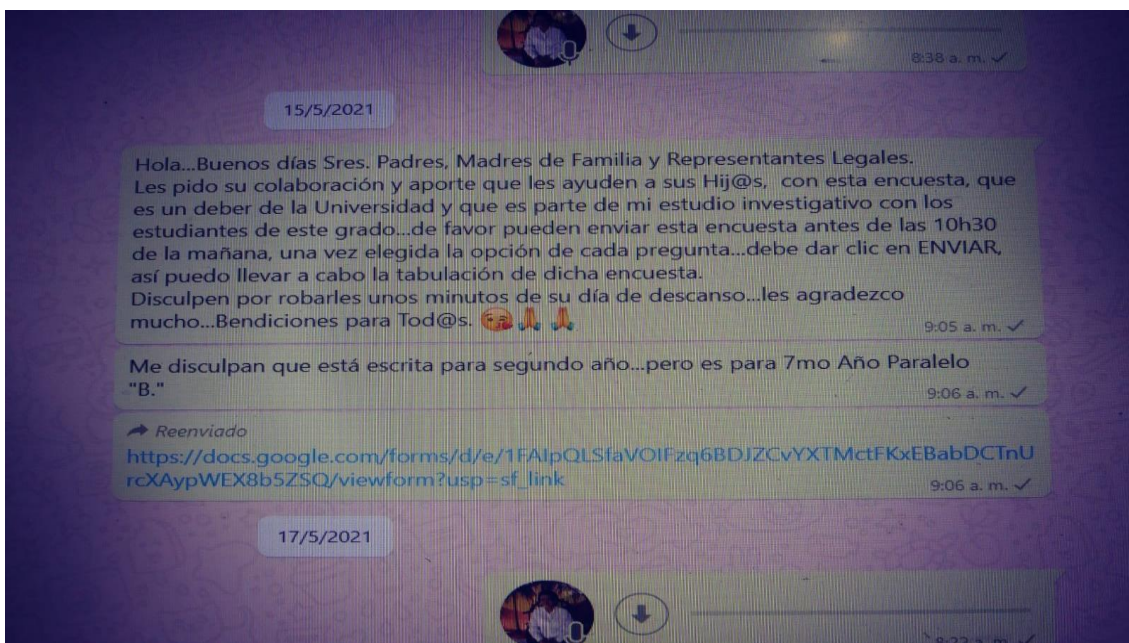 8:38 a. m.
15/5/2021
Hola...Buenos días Sres. Padres, Madres de Familia y Representantes Legales.
Les pido su colaboración y aporte que les ayuden a sus Hij@s, con esta encuesta, que
es un deber de la Universidad y que es parte de mi estudio investigativo con los
estudiantes de este grado...de favor pueden enviar esta encuesta antes de las 10h30
de la mañana, una vez elegida la opción de cada pregunta...debe dar clic en ENVIAR,
así puedo llevar a cabo la tabulación de dicha encuesta.
Disculpen por robarles unos minutos de su día de descanso...les agradezco
mucho...Bendiciones para Tod@s. 😘🙏🙏
9:05 a. m.
Me disculpan que está escrita para segundo año...pero es para 7mo Año Paralelo
"B."
9:06 a. m.
Reenviado
https://docs.google.com/forms/d/e/1FAIpQLSfaVOIFzq6BDJZCvYXTMctFKxEBabDCTnU
rcXAypWEX8b5ZSQ/viewform?usp=sf_link
9:06 a. m.
17/5/2021